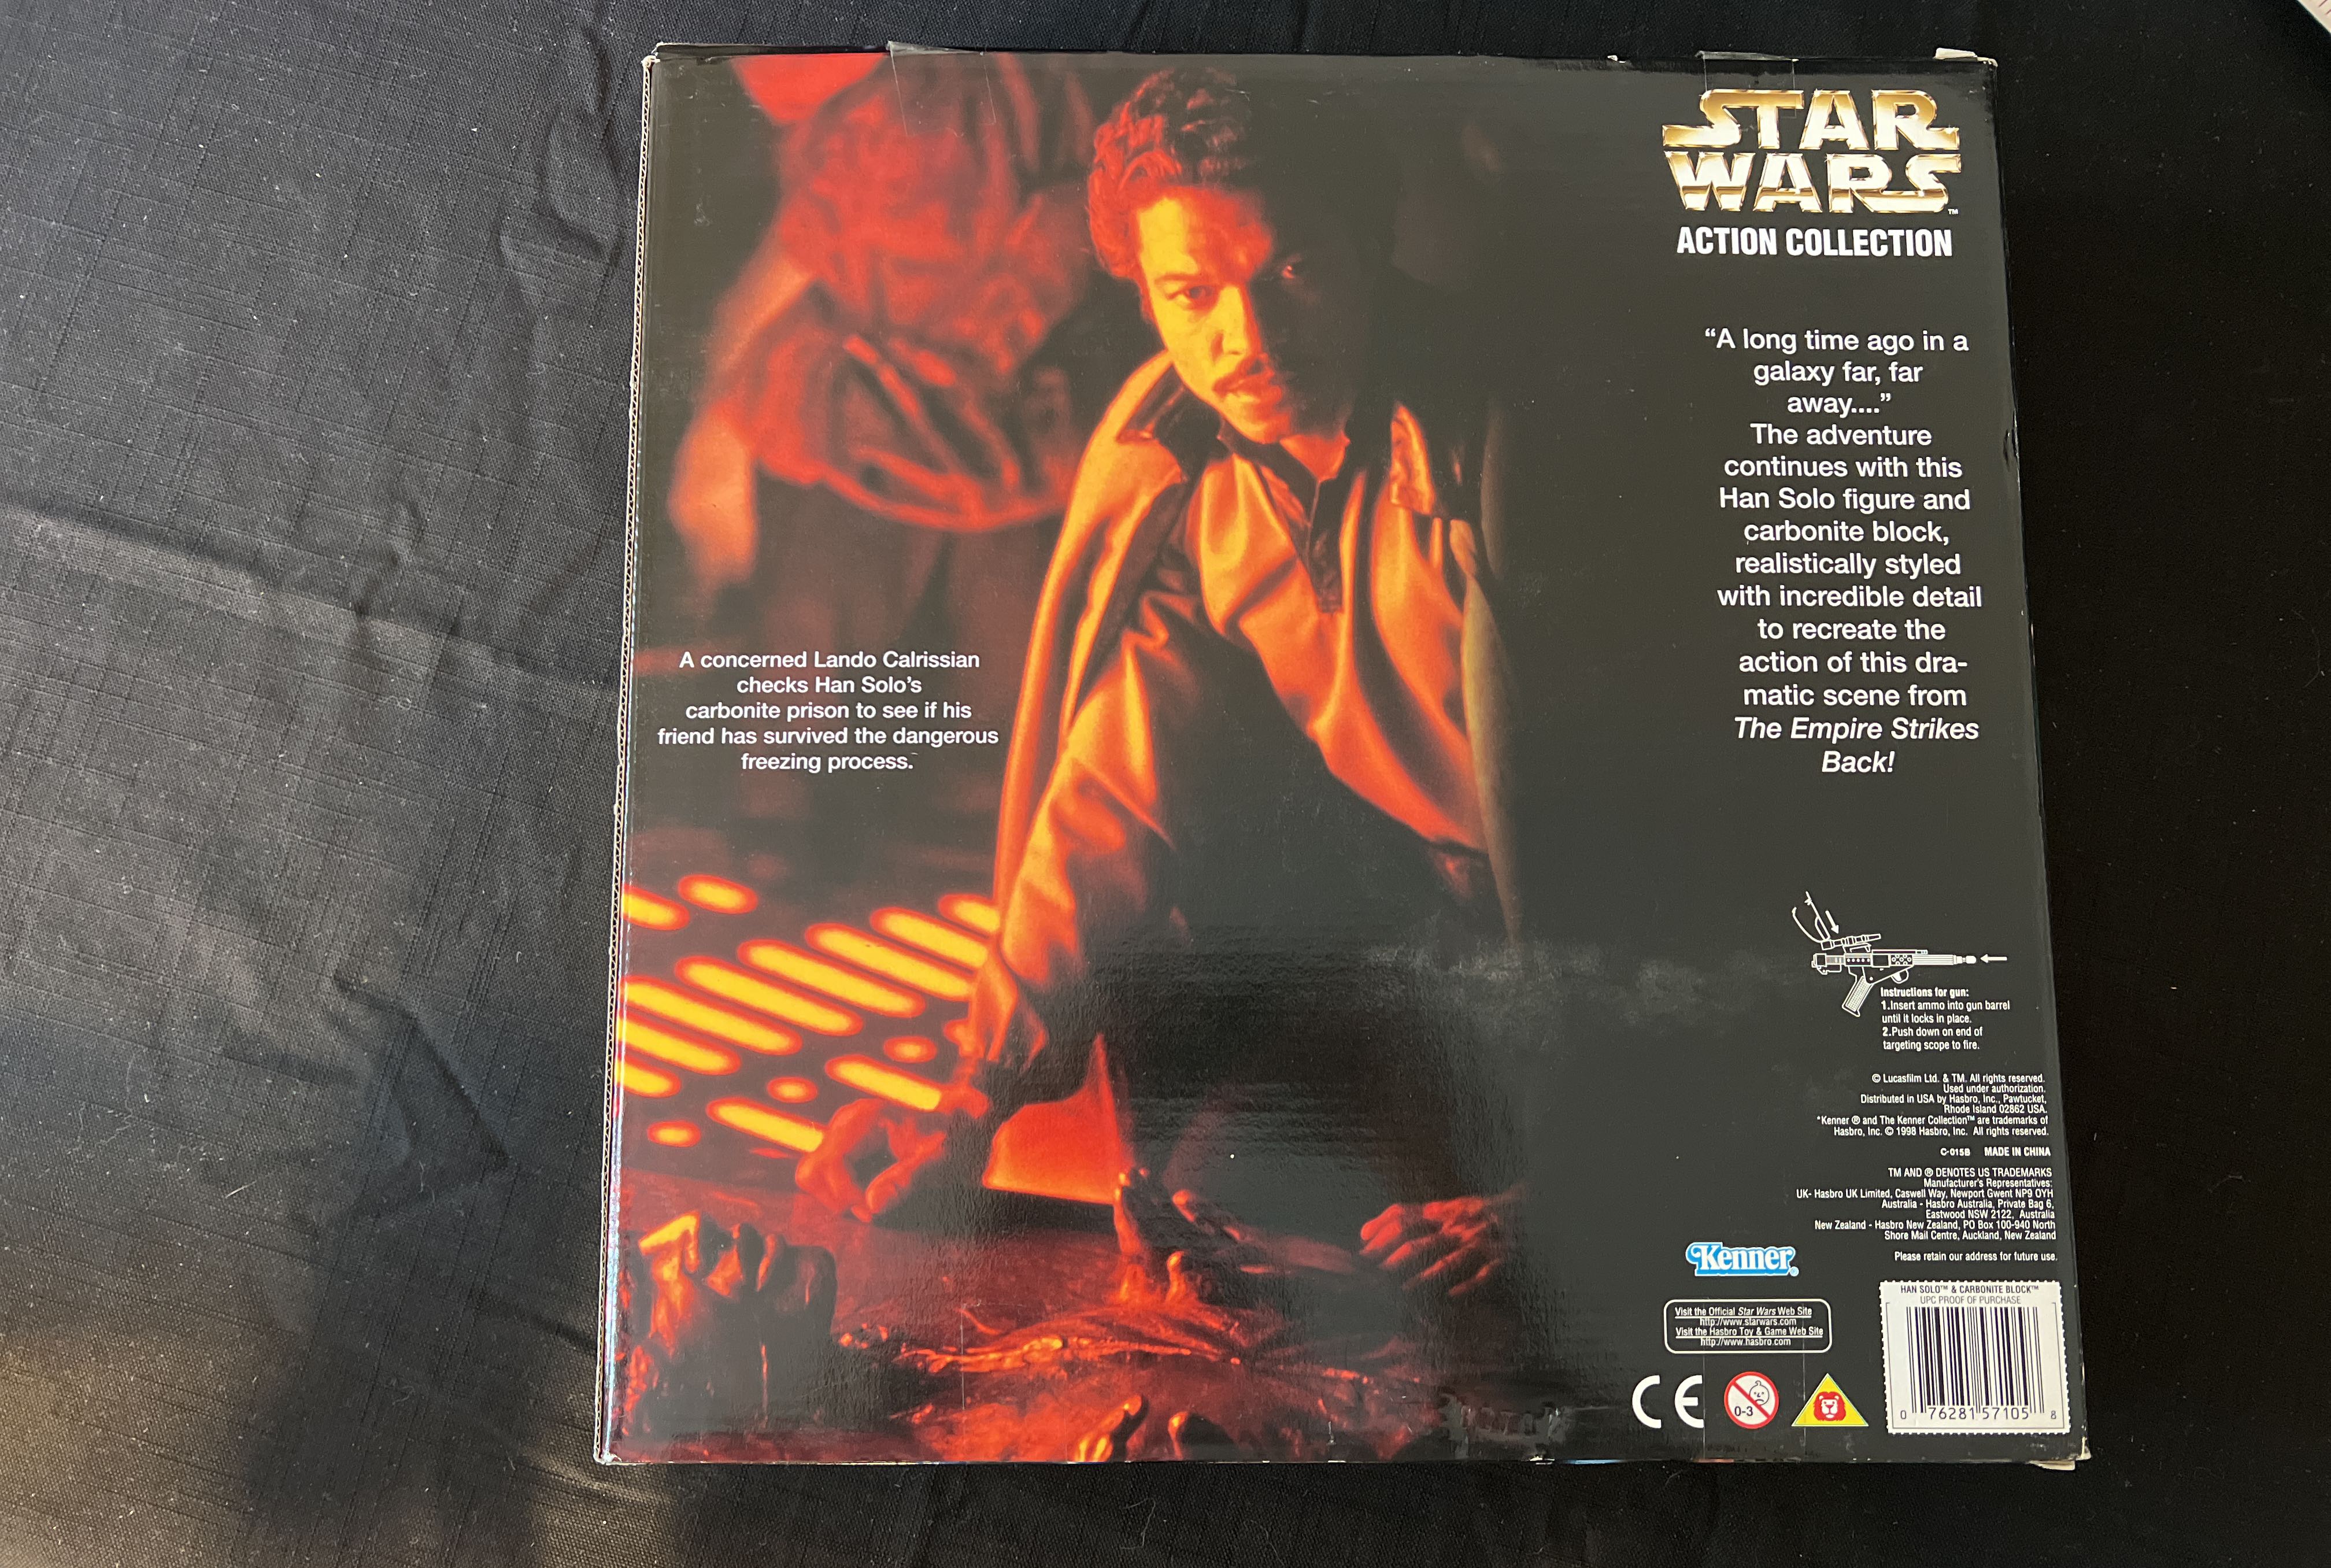 STAR
WARS™
ACTION COLLECTION
“A long time ago in a
galaxy far, far
away....”
The adventure
continues with this
Han Solo figure and
carbonite block,
realistically styled
with incredible detail
to recreate the
action of this dra-
matic scene from
The Empire Strikes
Back!
A concerned Lando Calrissian
checks Han Solo’s
carbonite prison to see if his
friend has survived the dangerous
freezing process.
Instructions for gun:
1.Insert ammo into gun barrel
until it locks in place.
2.Push down on end of
targeting scope to fire.
© Lucasfilm Ltd. & TM. All rights reserved.
Used under authorization.
Distributed in USA by Hasbro, Inc., Pawtucket,
Rhode Island 02862 USA.
*Kenner ® and The Kenner Collection™ are trademarks of
Hasbro, Inc. © 1998 Hasbro, Inc. All rights reserved.
C-015B MADE IN CHINA
TM AND ® DENOTES US TRADEMARKS
Manufacturer's Representatives:
UK- Hasbro UK Limited, Caswell Way, Newport Gwent NP9 0YH
Australia - Hasbro Australia, Private Bag 6,
Eastwood NSW 2122, Australia
New Zealand - Hasbro New Zealand, PO Box 100-940 North
Shore Mail Centre, Auckland, New Zealand
Please retain our address for future use.
Kenner®
Visit the Official Star Wars Web Site
http://www.starwars.com
Visit the Hasbro Toy & Game Web Site
http://www.hasbro.com
CE
0-3
HAN SOLO™ & CARBONITE BLOCK™
UPC PROOF OF PURCHASE
0 76281 57105 8